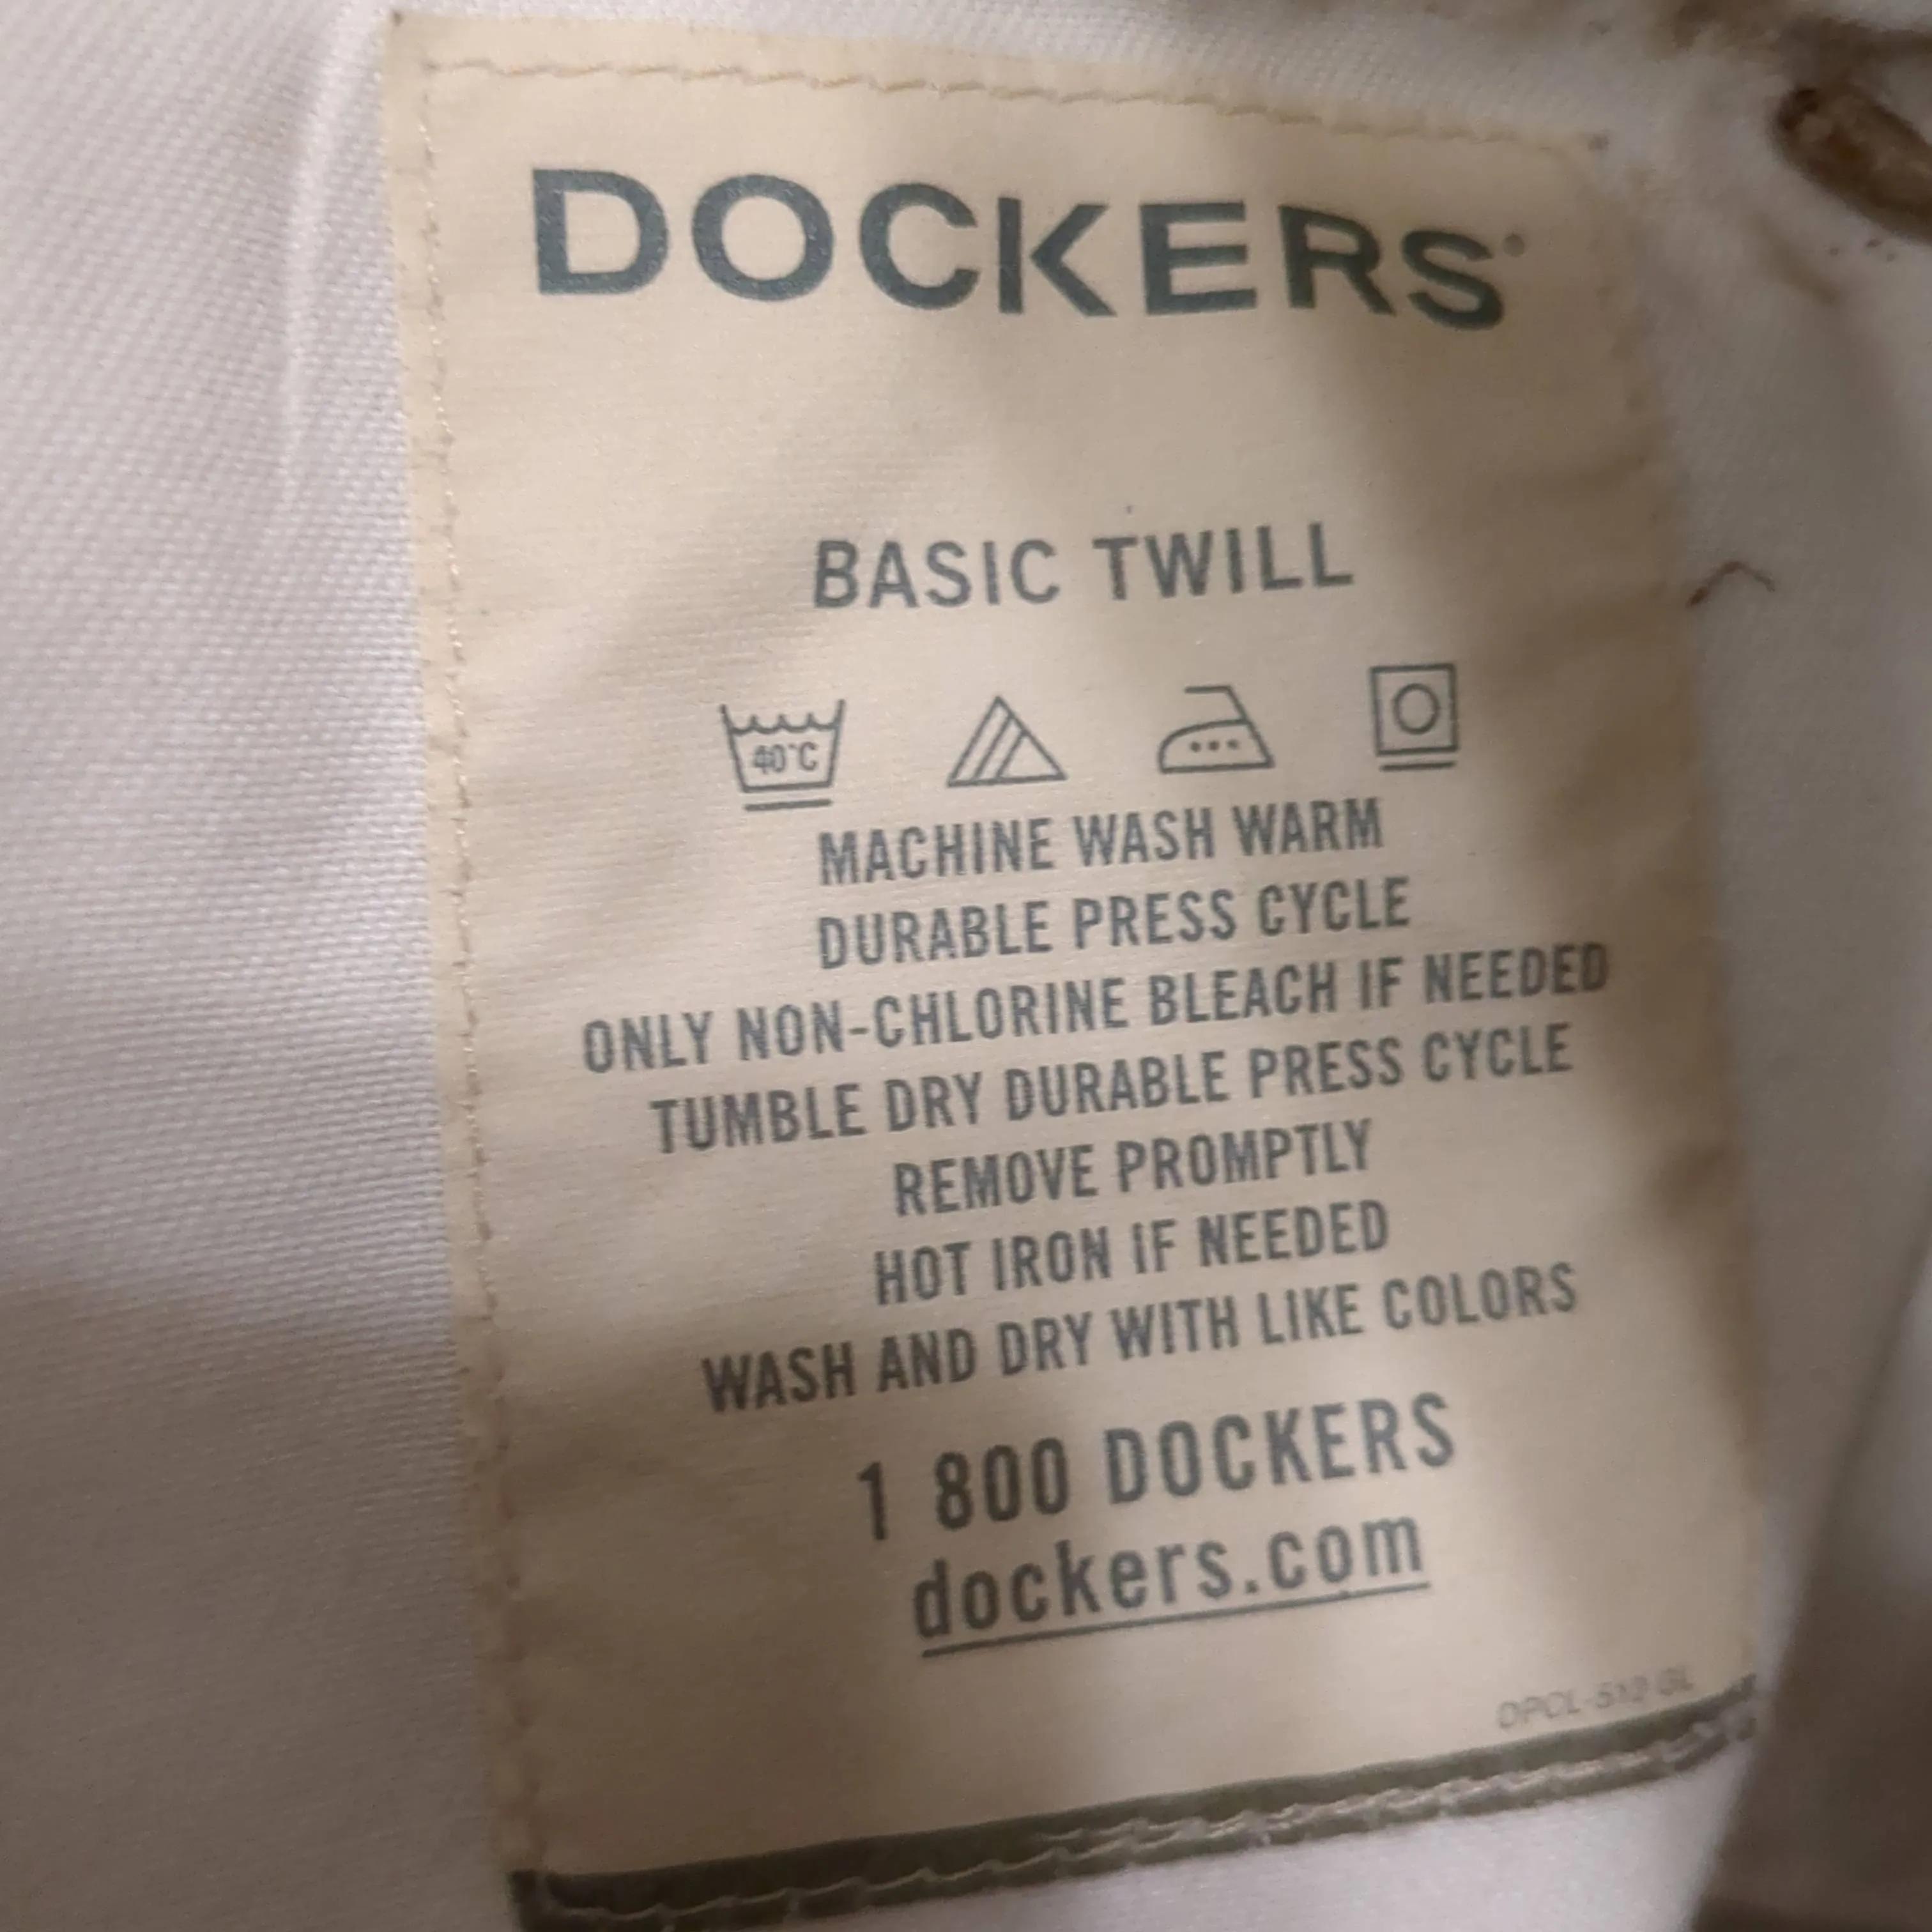 DOCKERS®
BASIC TWILL
40°C
MACHINE WASH WARM
DURABLE PRESS CYCLE
ONLY NON-CHLORINE BLEACH IF NEEDED
TUMBLE DRY DURABLE PRESS CYCLE
REMOVE PROMPTLY
HOT IRON IF NEEDED
WASH AND DRY WITH LIKE COLORS
1 800 DOCKERS
dockers.com